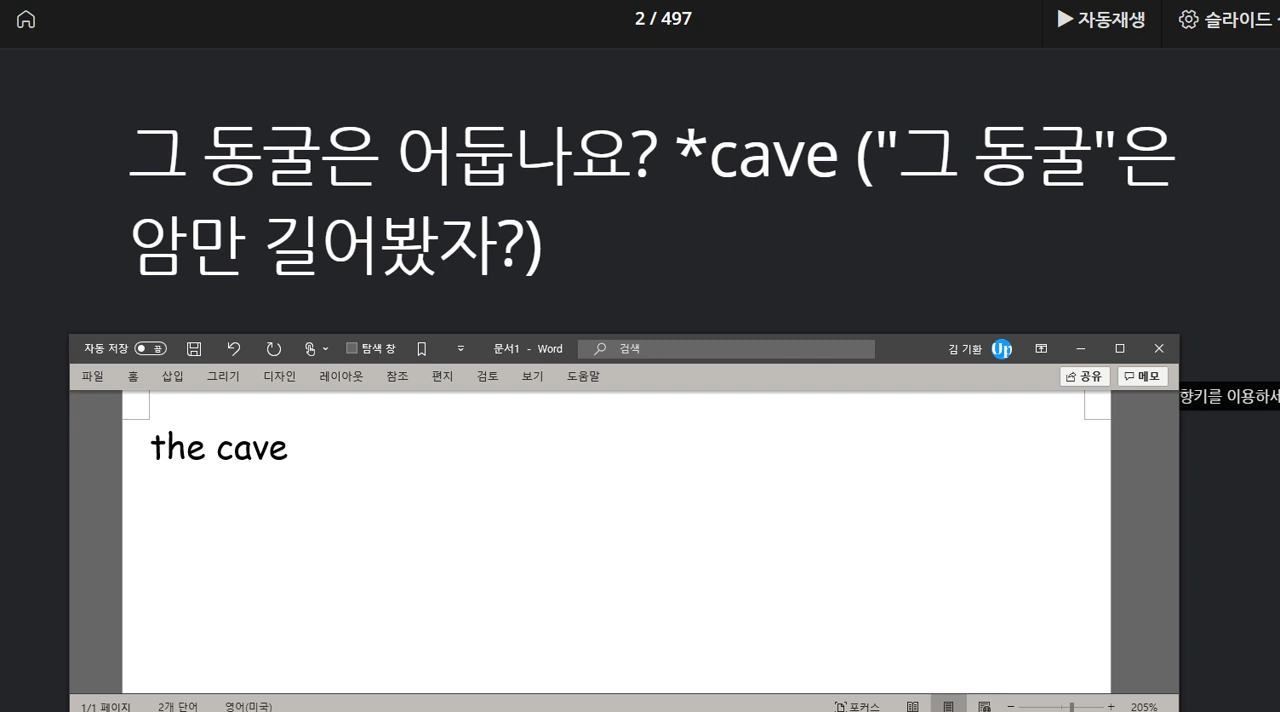 2 / 497
▶ 자동재생
슬라이드
그 동굴은 어둡나요? *cave ("그 동굴"은
암만 길어봤자?)
자동 저장 끔
탐색 창
문서1 - Word
검색
김 기환
Up
파일 홈 삽입 그리기 디자인 레이아웃 참조 편지 검토 보기 도움말
공유
메모
향키를 이용하세
the cave
1/1 페이지 2개 단어 영어(미국)
포커스
205%